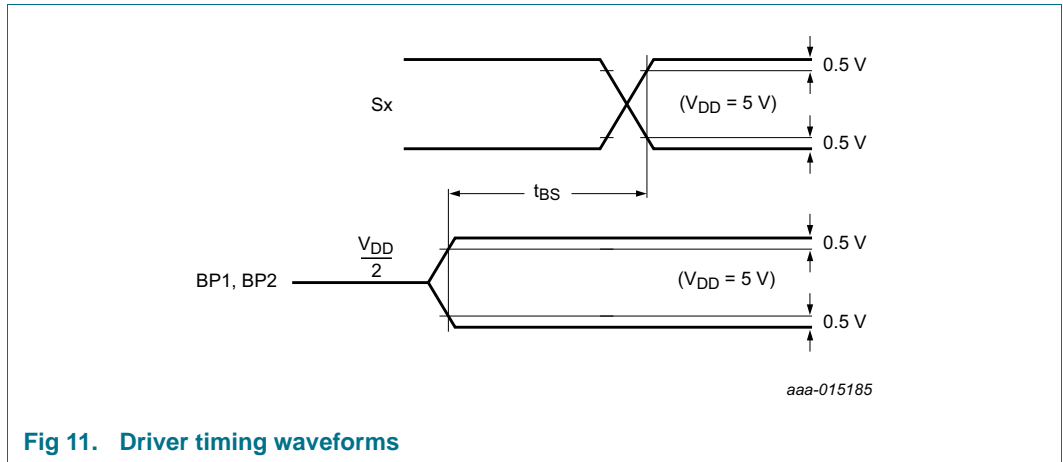 0.5 V
Sx
(VDD = 5 V)
0.5 V
tBS
0.5 V
VDD
2
BP1, BP2
(VDD = 5 V)
0.5 V
aaa-015185
Fig 11. Driver timing waveforms